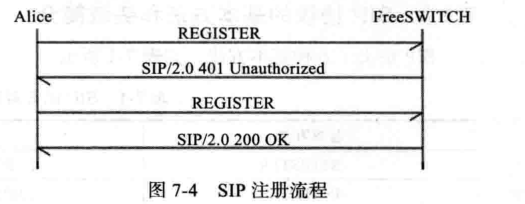 Alice FreeSWITCH
REGISTER
SIP/2.0 401 Unauthorized
REGISTER
SIP/2.0 200 OK
图 7-4 SIP 注册流程